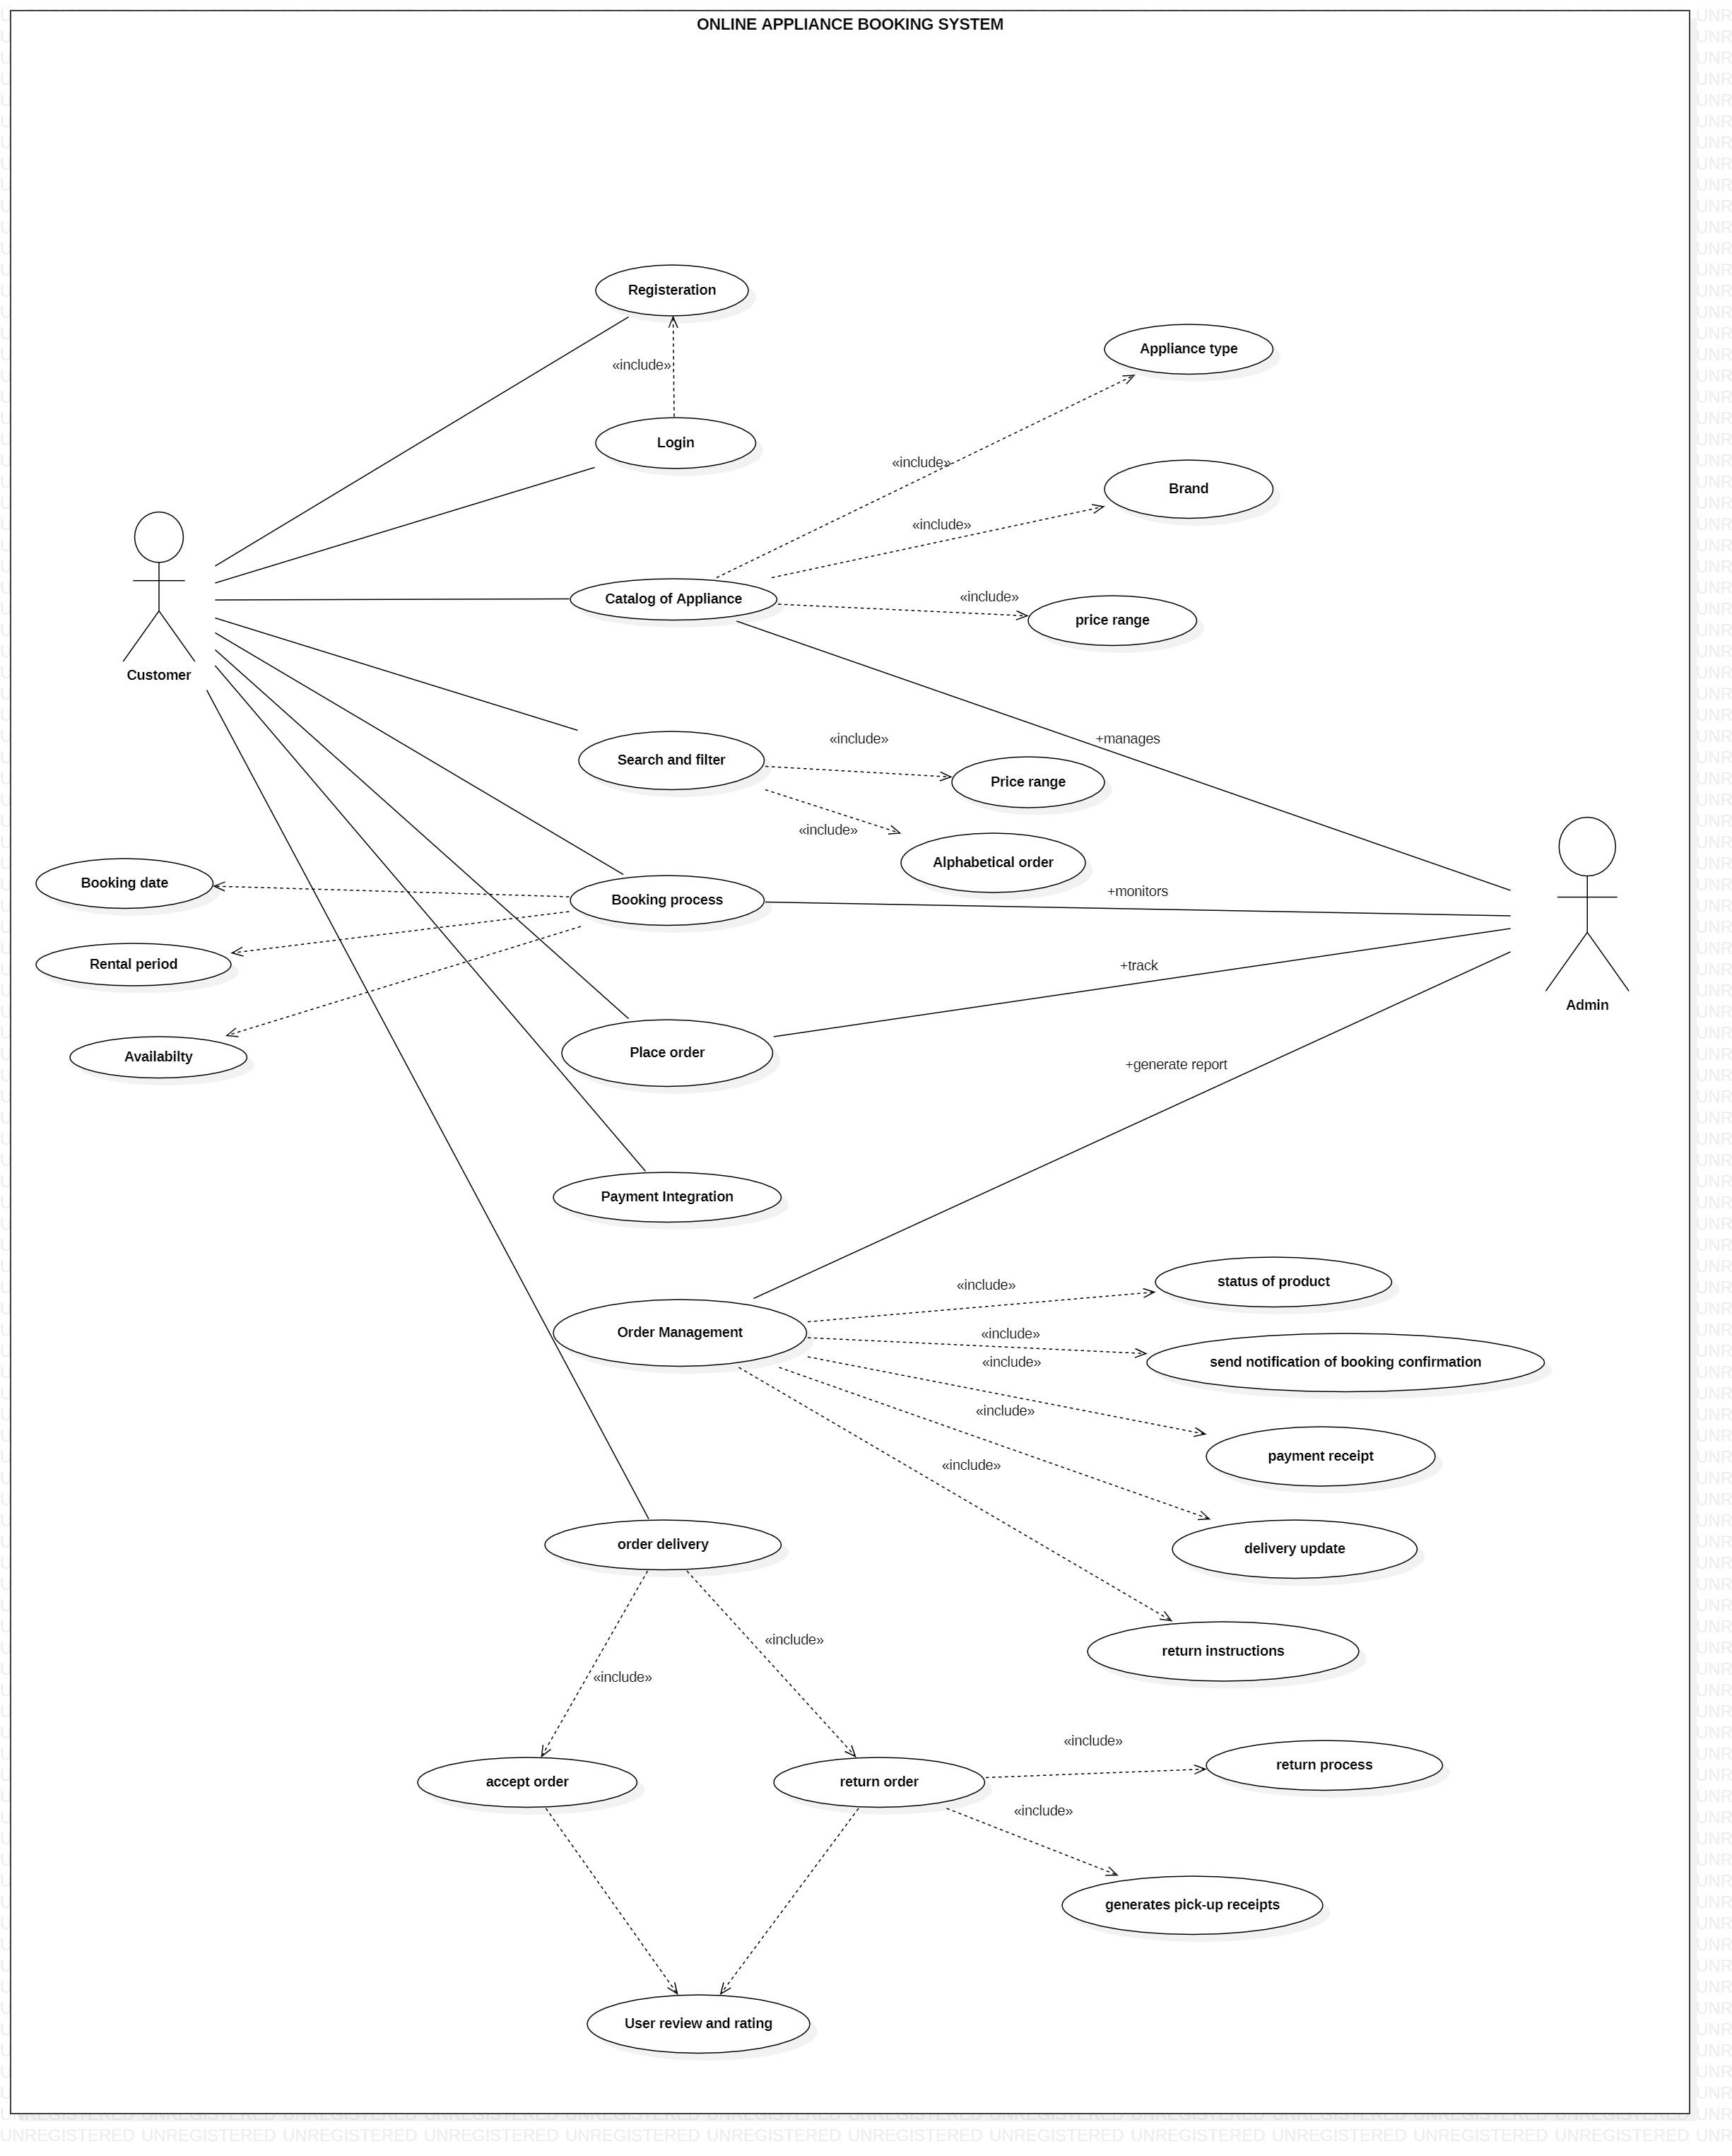 ONLINE APPLIANCE BOOKING SYSTEM
Registeration
Appliance type
«include»
Login
«include»
Brand
«include»
Catalog of Appliance
«include»
price range
Customer
+manages
«include»
Search and filter
Price range
«include»
Alphabetical order
Booking date
Booking process
+monitors
Rental period
+track
Admin
Availabilty
Place order
+generate report
Payment Integration
status of product
«include»
Order Management
«include»
send notification of booking confirmation
«include»
«include»
payment receipt
«include»
order delivery
delivery update
«include»
return instructions
«include»
«include»
return process
accept order
return order
«include»
generates pick-up receipts
User review and rating
UNREGISTERED UNREGISTERED UNREGISTERED UNREGISTERED UNREGISTERED UNREGISTERED UNREGISTERED UNREGISTERED UNREGISTERED UNREGISTERED UNREGISTERED UNREGISTERED